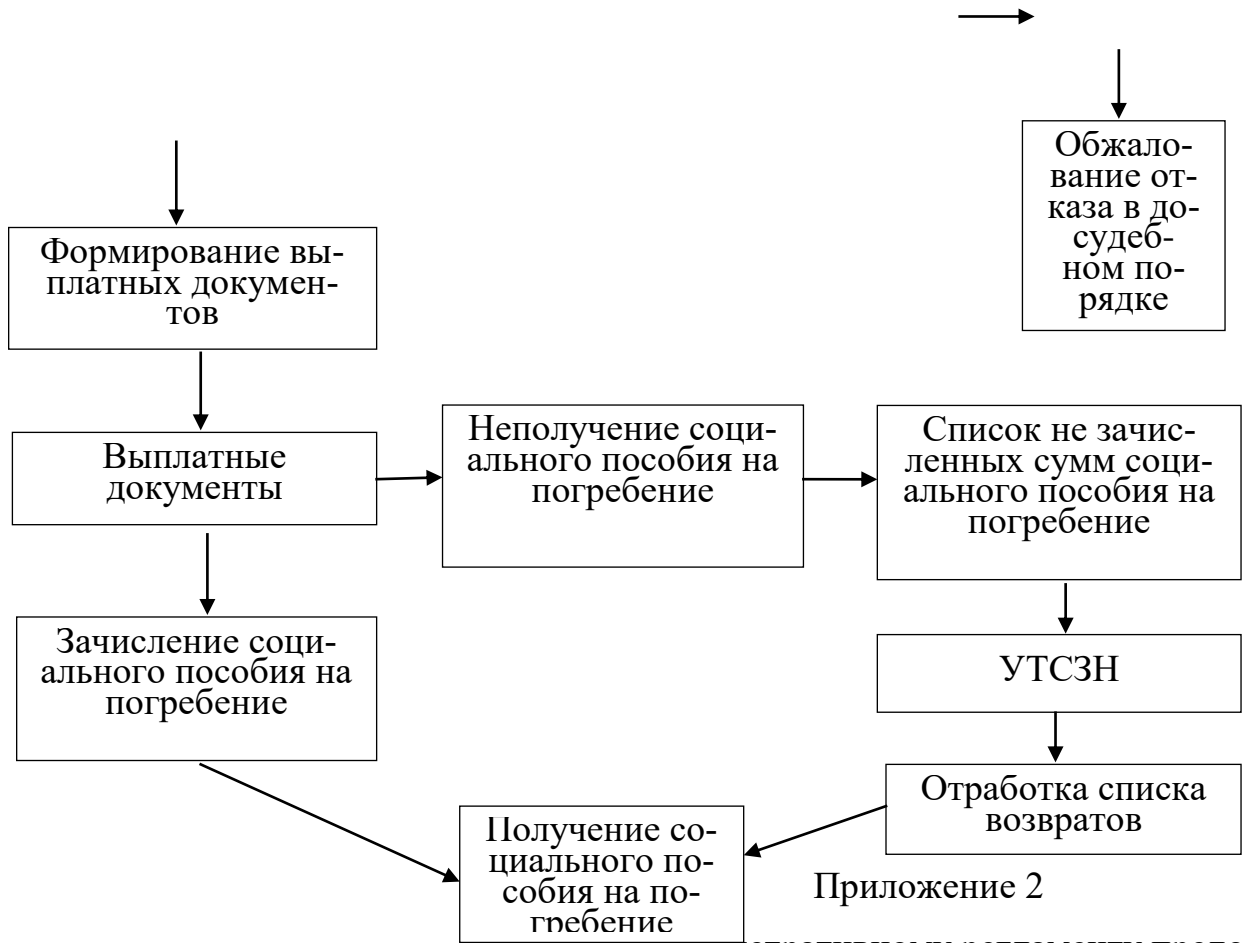 Обжало-
вание от-
каза в до-
судеб-
ном по-
рядке
Формирование вы-
платных докумен-
тов
Выплатные
документы
Неполучение соци-
ального пособия на
погребение
Список не зачис-
ленных сумм соци-
ального пособия на
погребение
Зачисление соци-
ального пособия на
погребение
УТСЗН
Отработка списка
возвратов
Получение со-
циального по-
собия на по-
гребение
Приложение 2